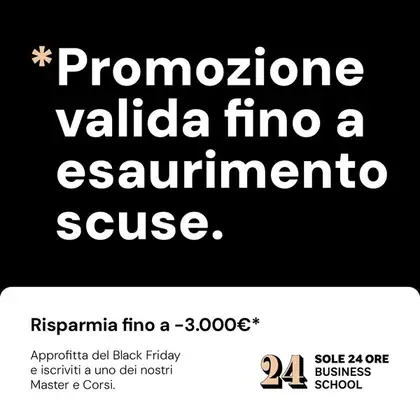 *Promozione
valida fino a
esaurimento
scuse.
Risparmia fino a -3.000€*
Approfitta del Black Friday
e iscriviti a uno dei nostri
Master e Corsi.
24
SOLE 24 ORE
BUSINESS
SCHOOL